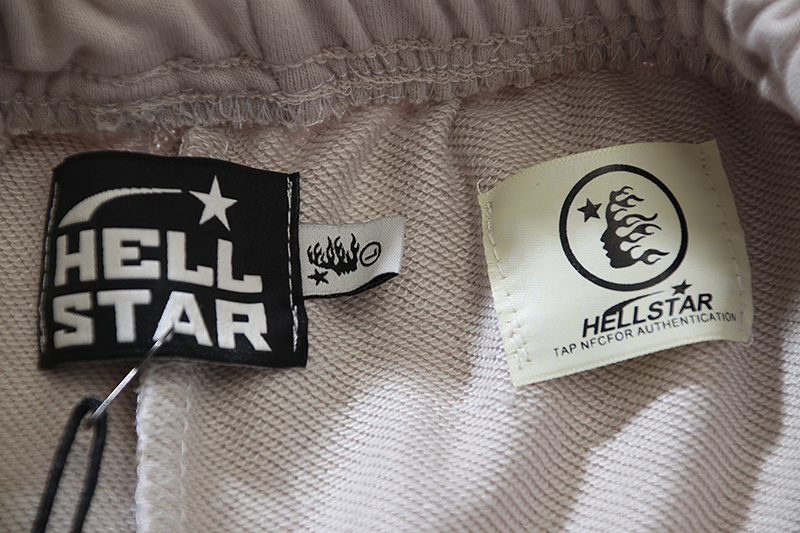 HELL
STAR
L
HELLSTAR
TAP NFCFOR AUTHENTICATION